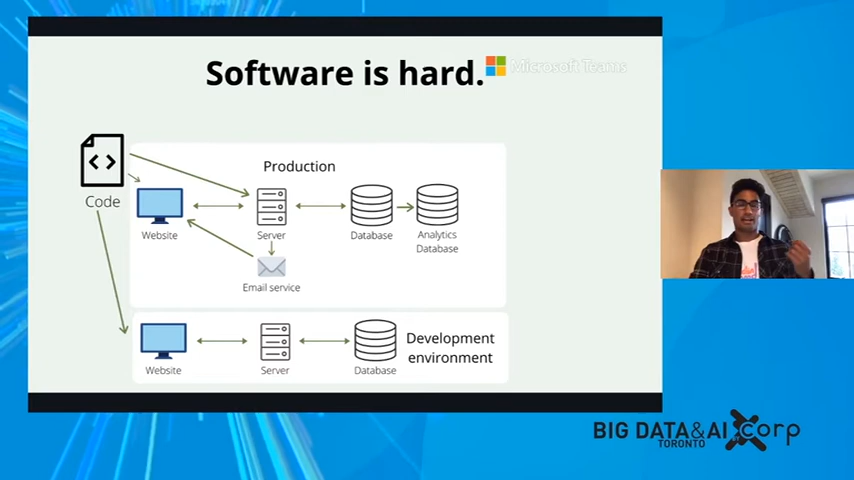 Software is hard.
Microsoft Teams
Code
Production
Website
Server
Database
Analytics
Database
Email service
Development
environment
Website
Server
Database
BIG DATA&AI
TORONTO
corp